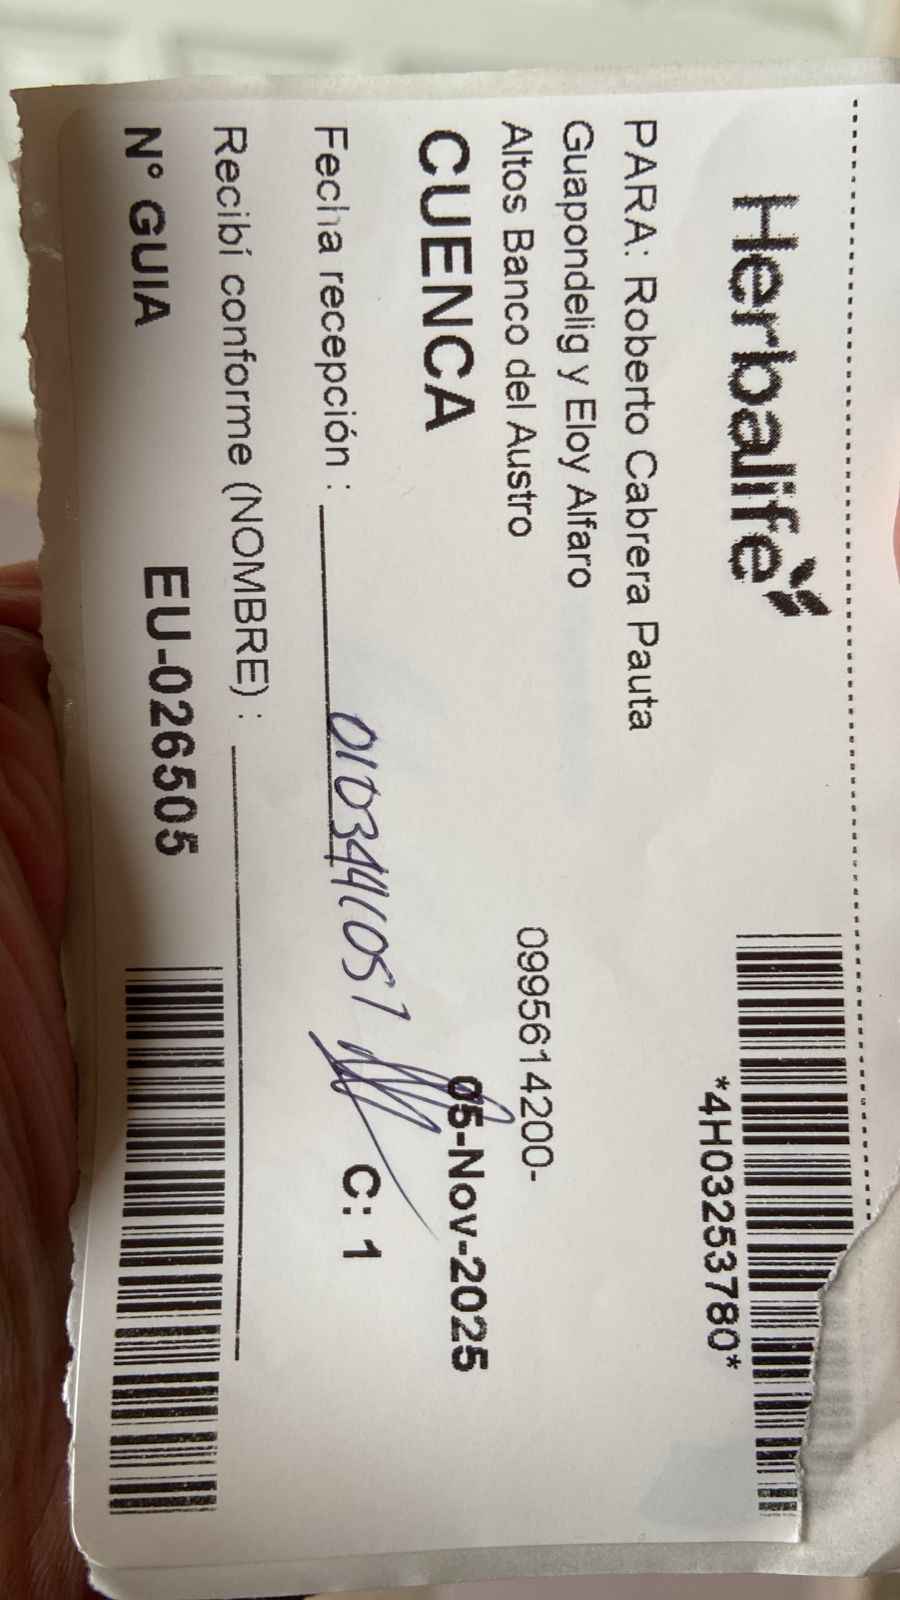 Herbalife
*4H03253780*
PARA: Roberto Cabrera Pauta
Guapondelig y Eloy Alfaro
Altos Banco del Austro
0995614200-
CUENCA
05-Nov-2025
Fecha recepción :
C: 1
Recibí conforme (NOMBRE) :
N° GUIA
EU-026505